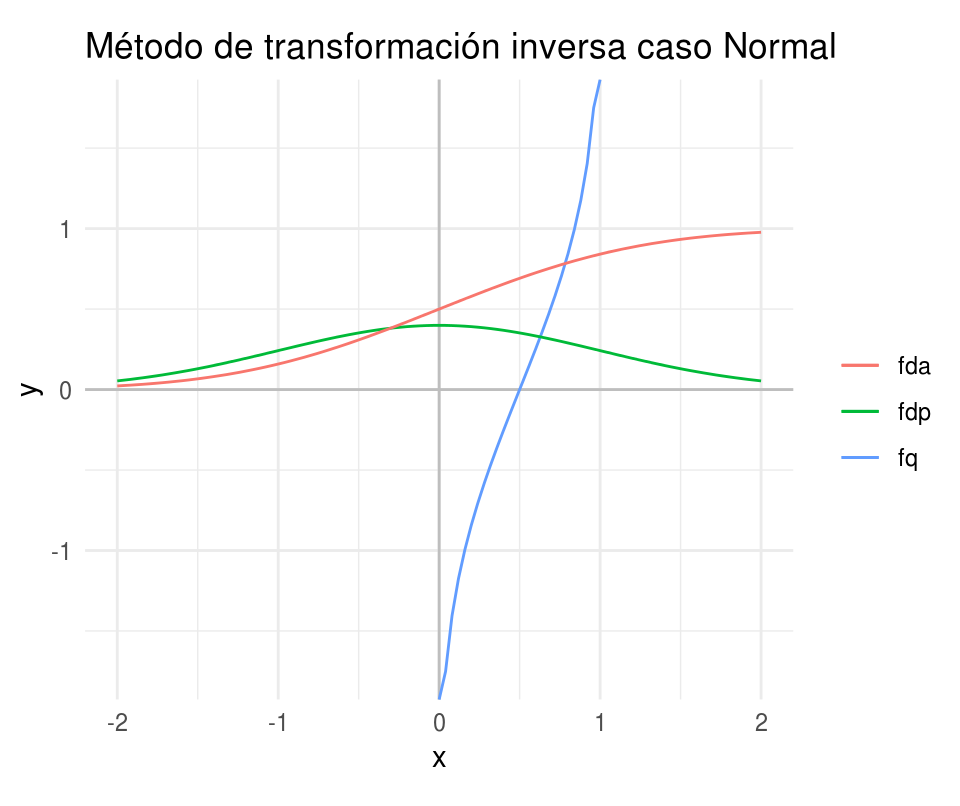 Método de transformación inversa caso Normal
y
1
0
-1
-2 -1 0 1 2
x
fda
fdp
fq